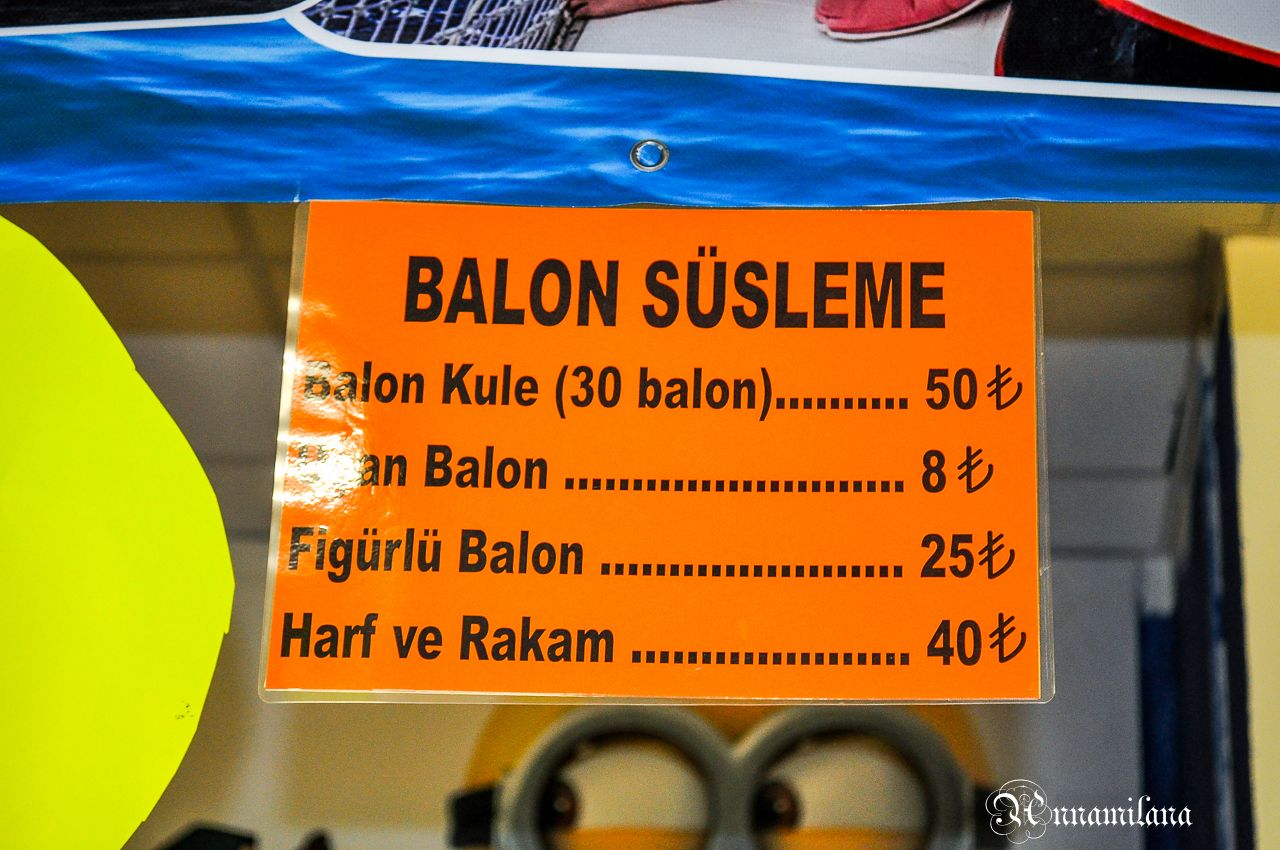 BALON SÜSLEME
Balon Kule (30 balon).......... 50 ₺
Balon ......................... 8 ₺
Figürlü Balon ...................... 25 ₺
Harf ve Rakam ..................... 40 ₺
Annamilana